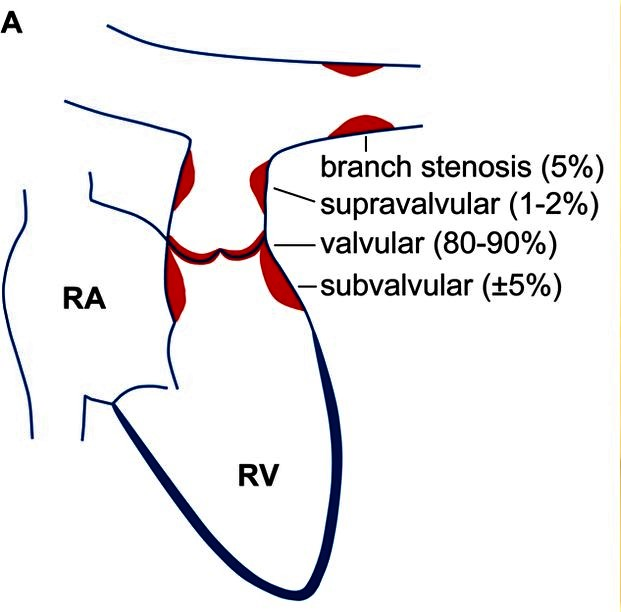 A
branch stenosis (5%)
supravalvular (1-2%)
valvular (80-90%)
subvalvular (±5%)
RA
RV